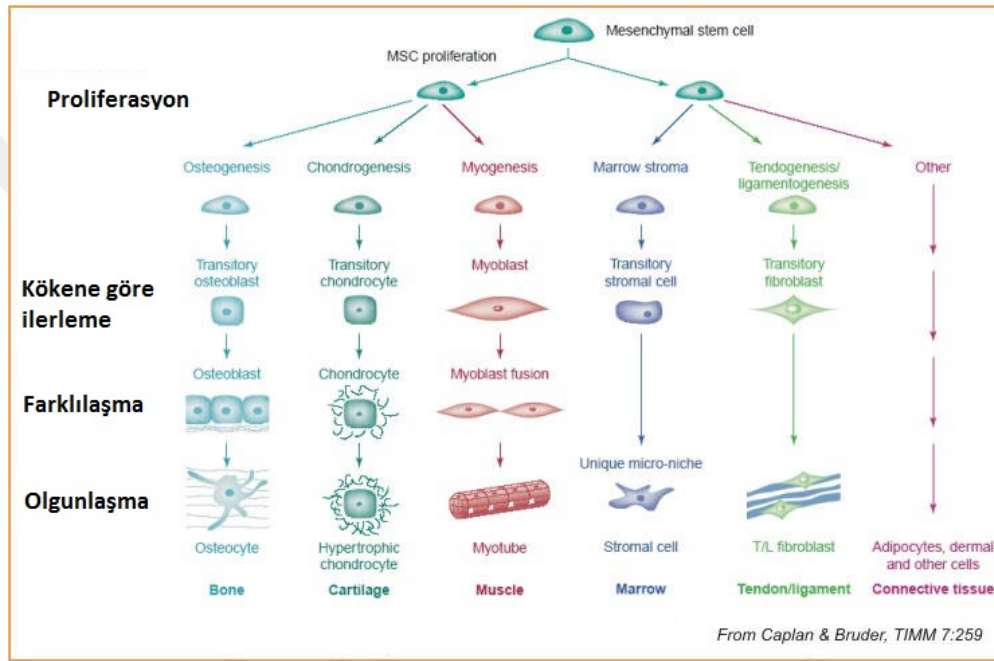 Mesenchymal stem cell
MSC proliferation
Proliferasyon
Osteogenesis
Chondrogenesis
Myogenesis
Marrow stroma
Tendogenesis/
ligamentogenesis
Other
Kökene göre
ilerleme
Transitory
osteoblast
Transitory
chondrocyte
Myoblast
Transitory
stromal cell
Transitory
fibroblast
Farklılaşma
Osteoblast
Chondrocyte
Myoblast fusion
Olgunlaşma
Unique micro-niche
Osteocyte
Hypertrophic
chondrocyte
Myotube
Stromal cell
T/L fibroblast
Adipocytes, dermal
and other cells
Bone
Cartilage
Muscle
Marrow
Tendon/ligament
Connective tissue
From Caplan & Bruder, TIMM 7:259